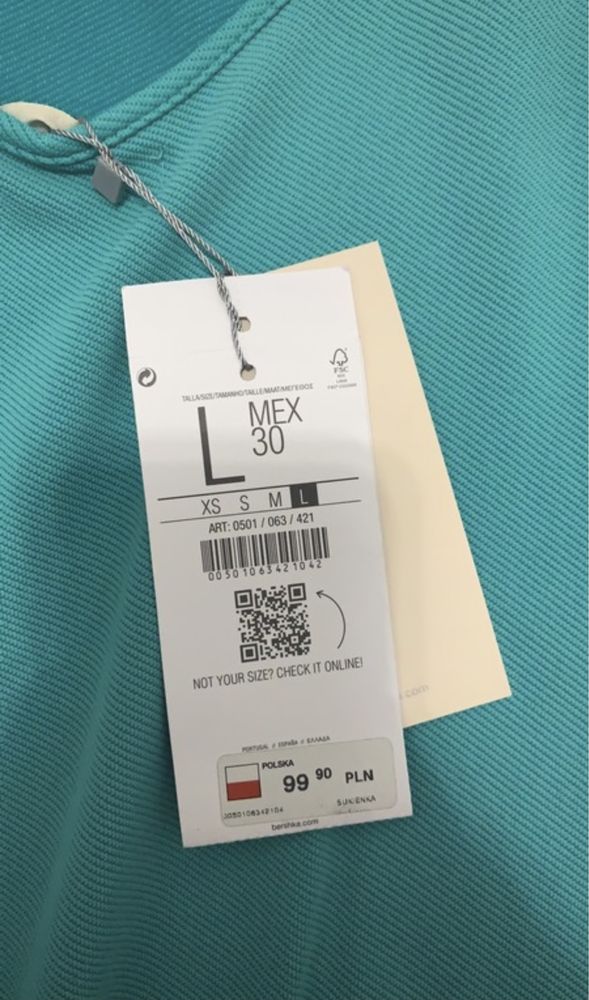 FSC
TALLA/SIZE/TAMANHO/TAILLE/MAAT/ΜΕΓΕΘΟΣ
L MEX
30
XS S M L
ART: 0501 / 063 / 421
00501063421042
NOT YOUR SIZE? CHECK IT ONLINE!
PORTUGAL // ESPAÑA // ΕΛΛΑΔΑ
POLSKA
99 90 PLN
SUKIENKA
bershka.com
.com